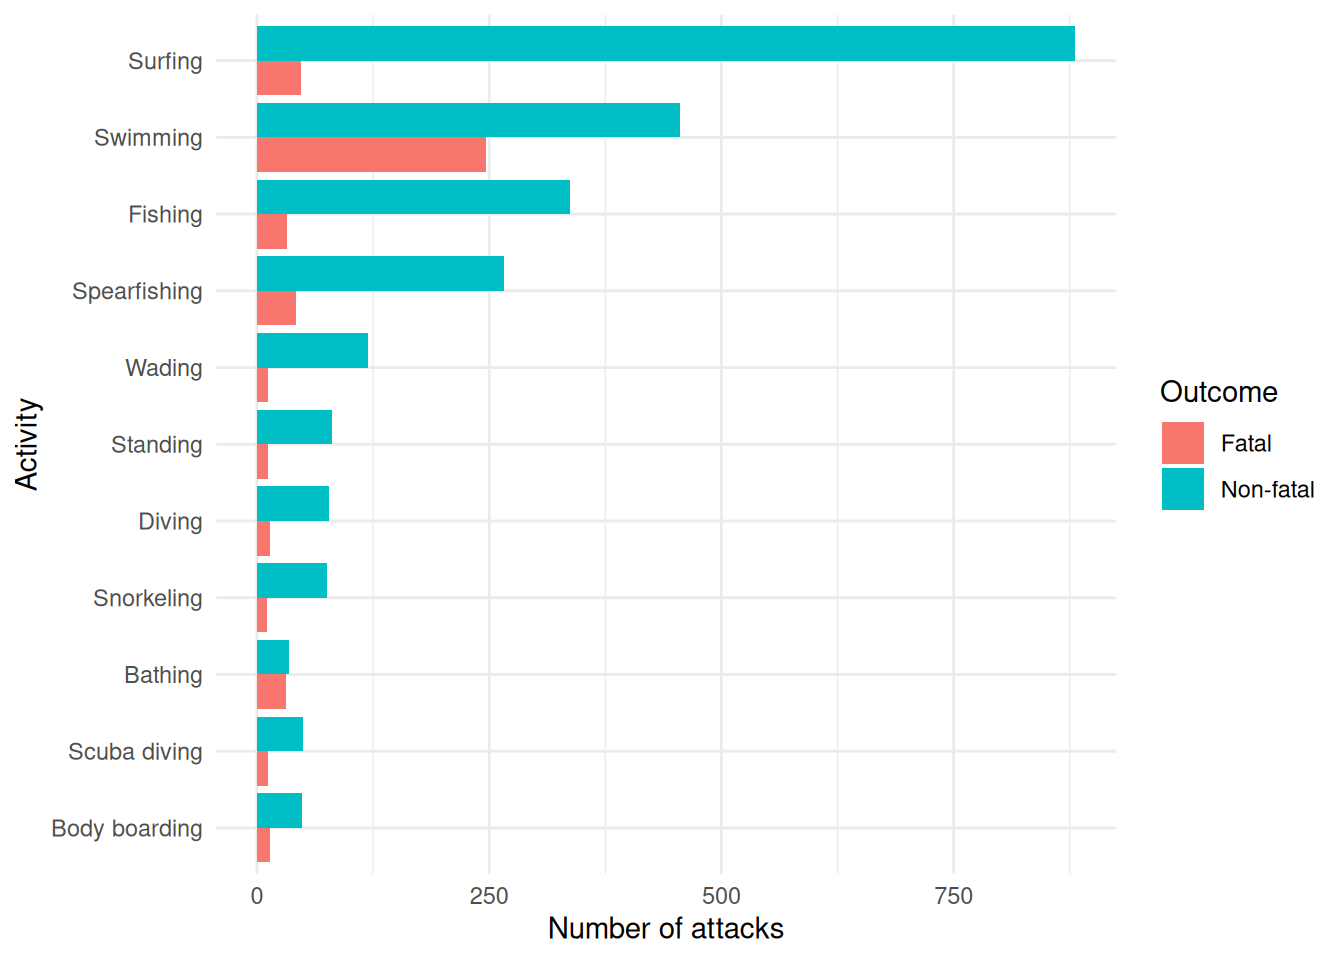 Surfing
Swimming
Fishing
Spearfishing
Wading
Standing
Diving
Snorkeling
Bathing
Scuba diving
Body boarding
Activity
0 250 500 750
Number of attacks
Outcome
Fatal
Non-fatal